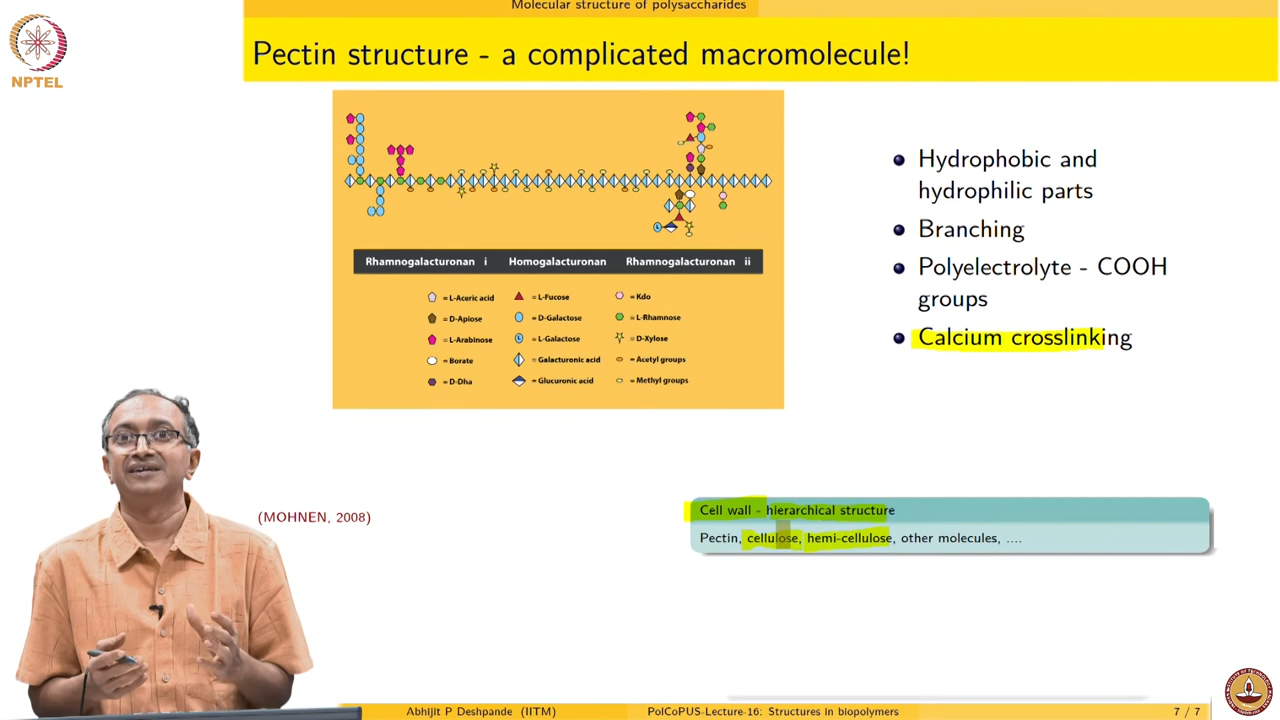 Molecular structure of polysaccharides
NPTEL
Pectin structure - a complicated macromolecule!
Rhamnogalacturonan i Homogalacturonan Rhamnogalacturonan ii
= L-Aceric acid = L-Fucose = Kdo
= D-Apiose = D-Galactose = L-Rhamnose
= L-Arabinose = L-Galactose = D-Xylose
= Borate = Galacturonic acid = Acetyl groups
= D-Dha = Glucuronic acid = Methyl groups
Hydrophobic and
hydrophilic parts
Branching
Polyelectrolyte - COOH
groups
Calcium crosslinking
(MOHNEN, 2008)
Cell wall - hierarchical structure
Pectin, cellulose, hemi-cellulose, other molecules, ....
Abhijit P Deshpande (IITM) PolCoPUS-Lecture-16: Structures in biopolymers 7 / 7